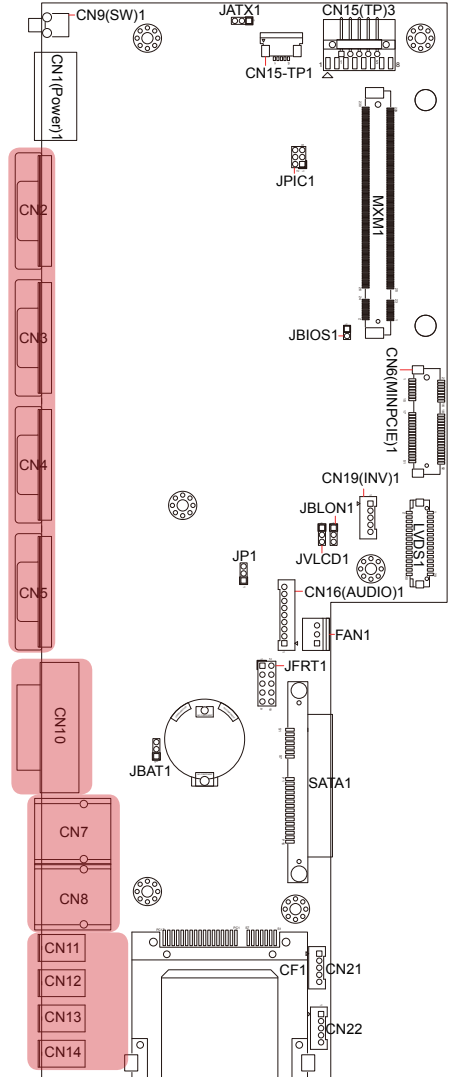 CN9(SW)1
JATX1
CN15(TP)3
CN15-TP1
1
8
CN1(Power)1
JPIC1
CN2
MXM1
CN3
JBIOS1
CN6(MINPCIE)1
CN4
CN19(INV)1
JBLON1
LVDS1
JVLCD1
JP1
CN5
CN16(AUDIO)1
FAN1
JFRT1
CN10
JBAT1
SATA1
CN7
CN8
CN11
CF1
CN21
CN12
CN13
CN22
CN14